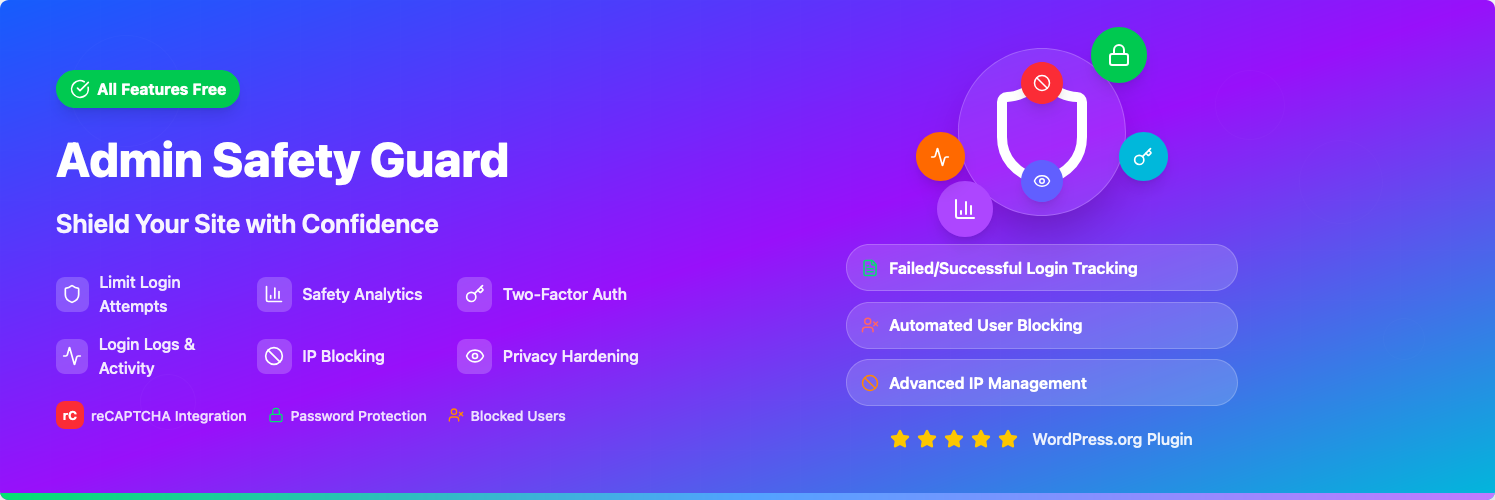 All Features Free
Admin Safety Guard
Shield Your Site with Confidence
Limit Login
Attempts
Safety Analytics
Two-Factor Auth
Login Logs &
Activity
IP Blocking
Privacy Hardening
rC reCAPTCHA Integration
Password Protection
Blocked Users
Failed/Successful Login Tracking
Automated User Blocking
Advanced IP Management
WordPress.org Plugin